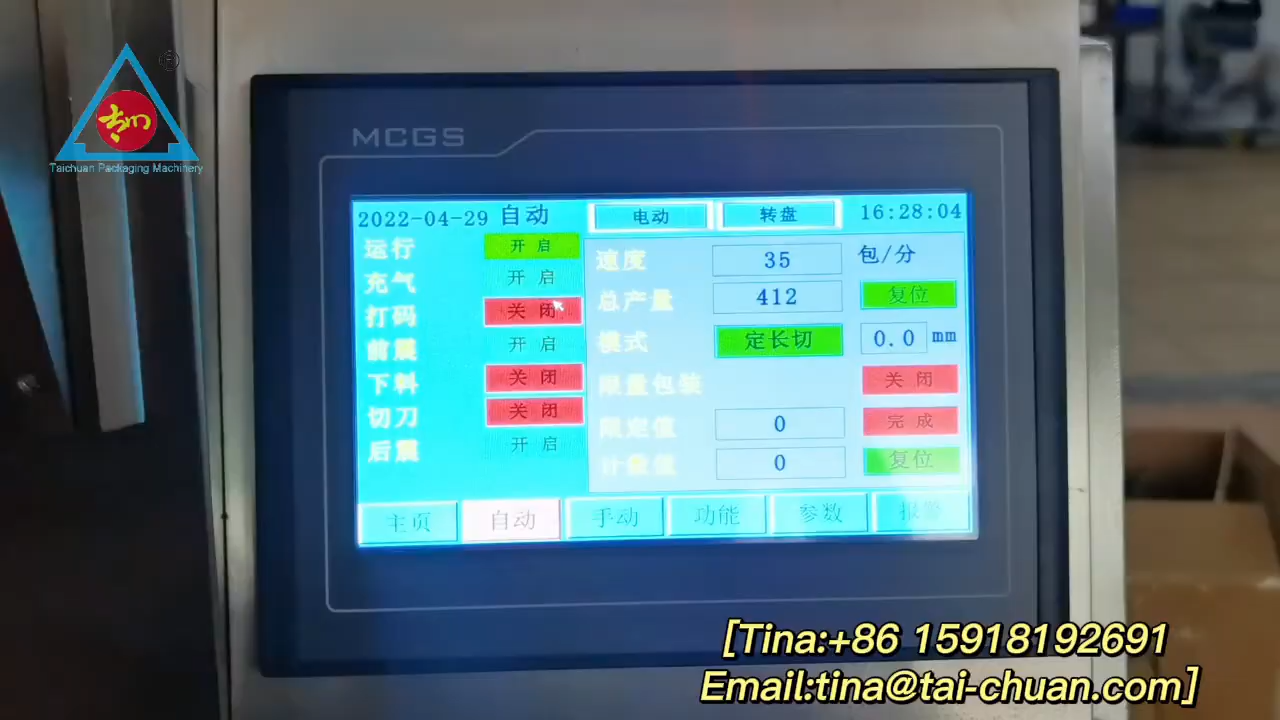 太川
®
Taichuan Packaging Machinery
MCGS
2022-04-29 自动 电动 转盘 16:28:04
运行 开启 速度 35 包/分
充气 开启 总产量 412 复位
打码 关闭 模式 定长切 0.0 mm
前震 开启 限量包装 关闭
下料 关闭 限定值 0 完成
切刀 关闭 计数值 0 复位
后震 开启
主页 自动 手动 功能 参数 报警
[Tina:+86 15918192691
Email:tina@tai-chuan.com]